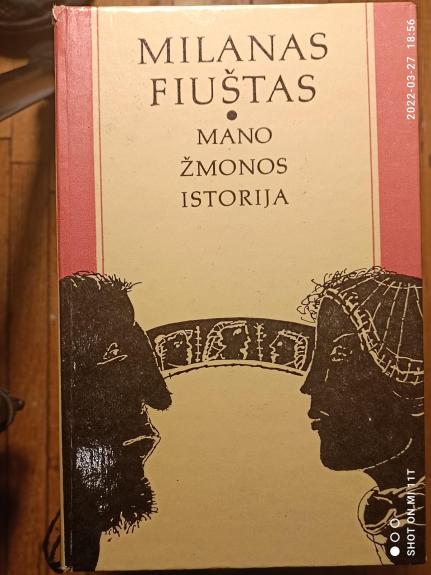 MILANAS
FIUŠTAS
MANO
ŽMONOS
ISTORIJA
2022-03-27 18:56
SHOT ON MI 11T